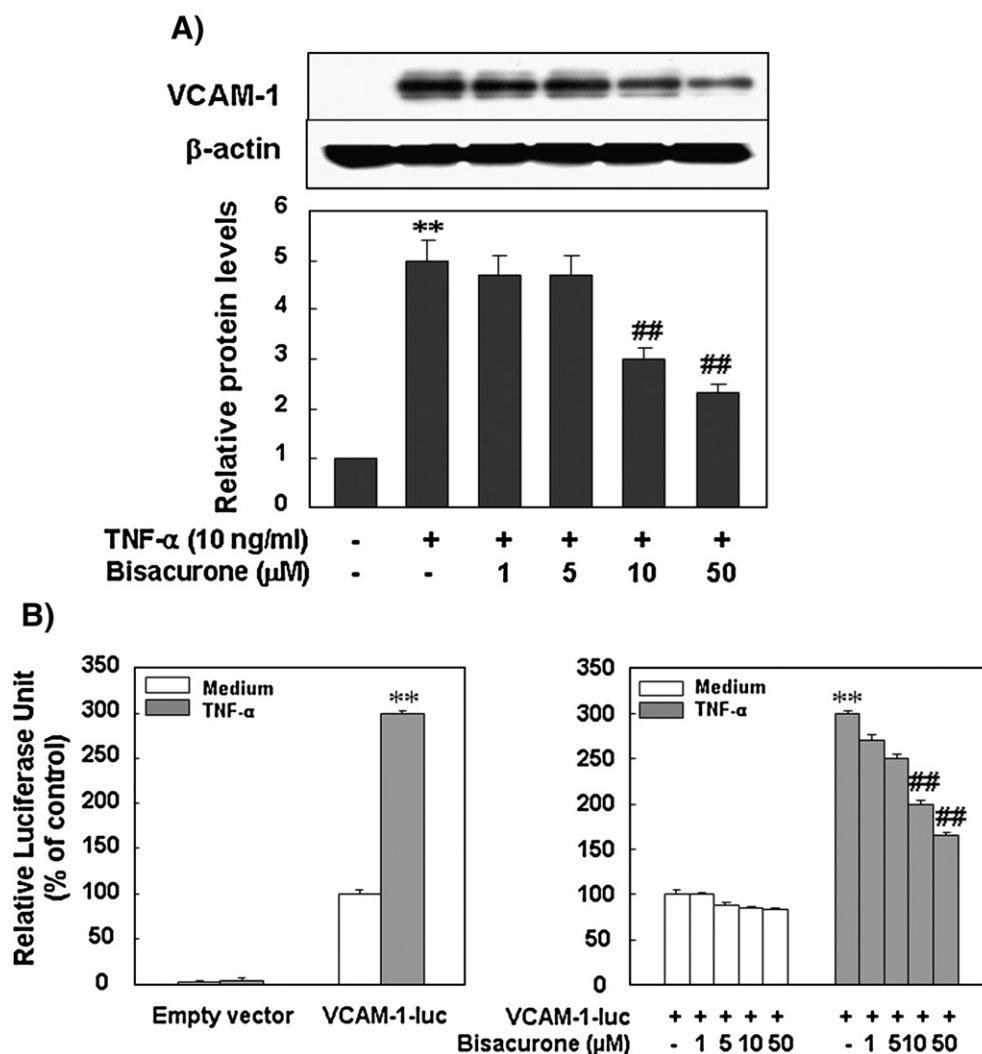 A)
VCAM-1
β-actin
Relative protein levels
6
5
4
3
2
1
0
**
##
##
TNF-α (10 ng/ml) - + + + + +
Bisacurone (μM) - - 1 5 10 50
B)
Relative Luciferase Unit
(% of control)
350
300
250
200
150
100
50
0
Medium
TNF-α
**
Empty vector VCAM-1-luc
350
300
250
200
150
100
50
0
Medium
TNF-α
**
##
##
VCAM-1-luc + + + + + + + + + +
Bisacurone (μM) - 1 5 10 50 - 1 5 10 50